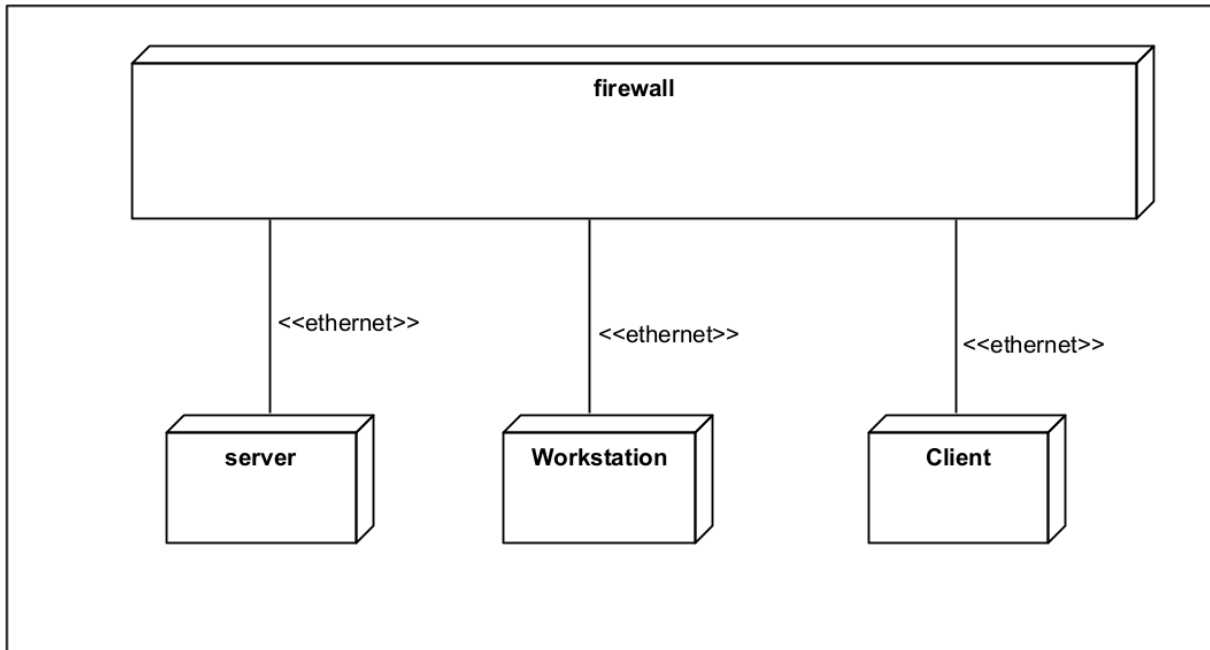 firewall
<<ethernet>>
<<ethernet>>
<<ethernet>>
server
Workstation
Client